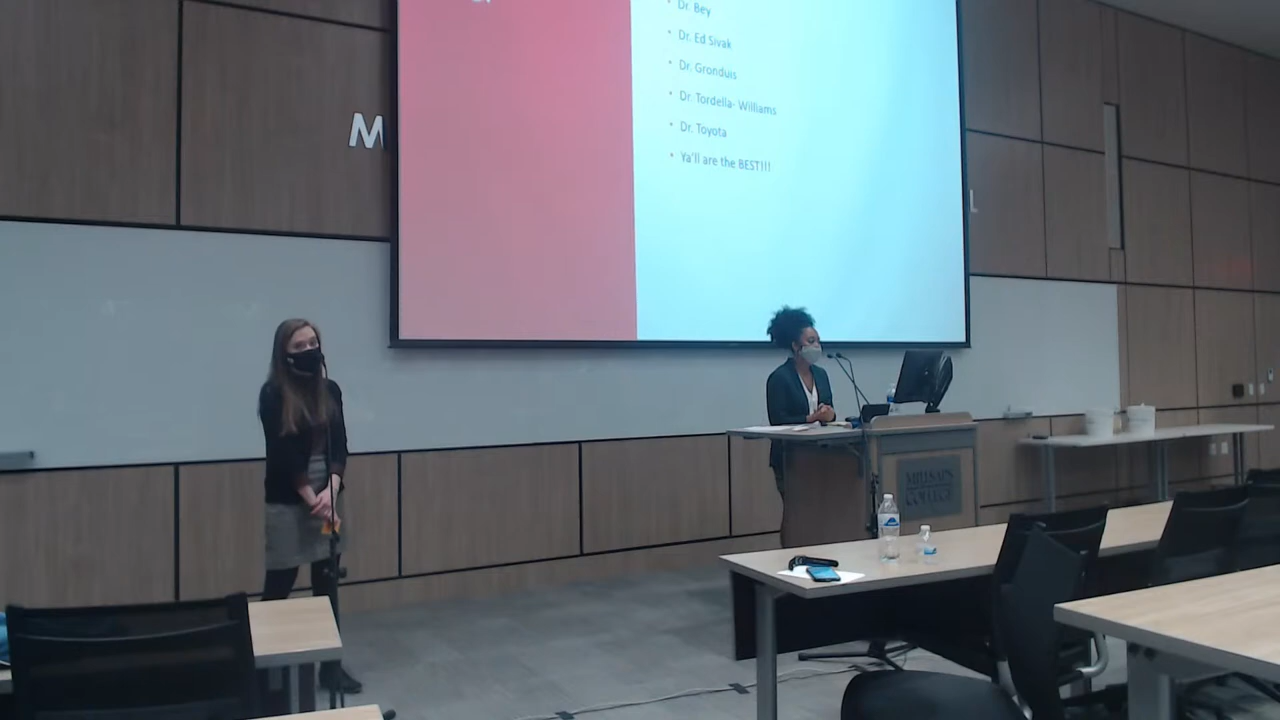 Dr. Bey
Dr. Ed Sivak
Dr. Gronduis
Dr. Tordella- Williams
Dr. Toyota
Ya'll are the BEST!!!
M
L
MILLSAPS
COLLEGE